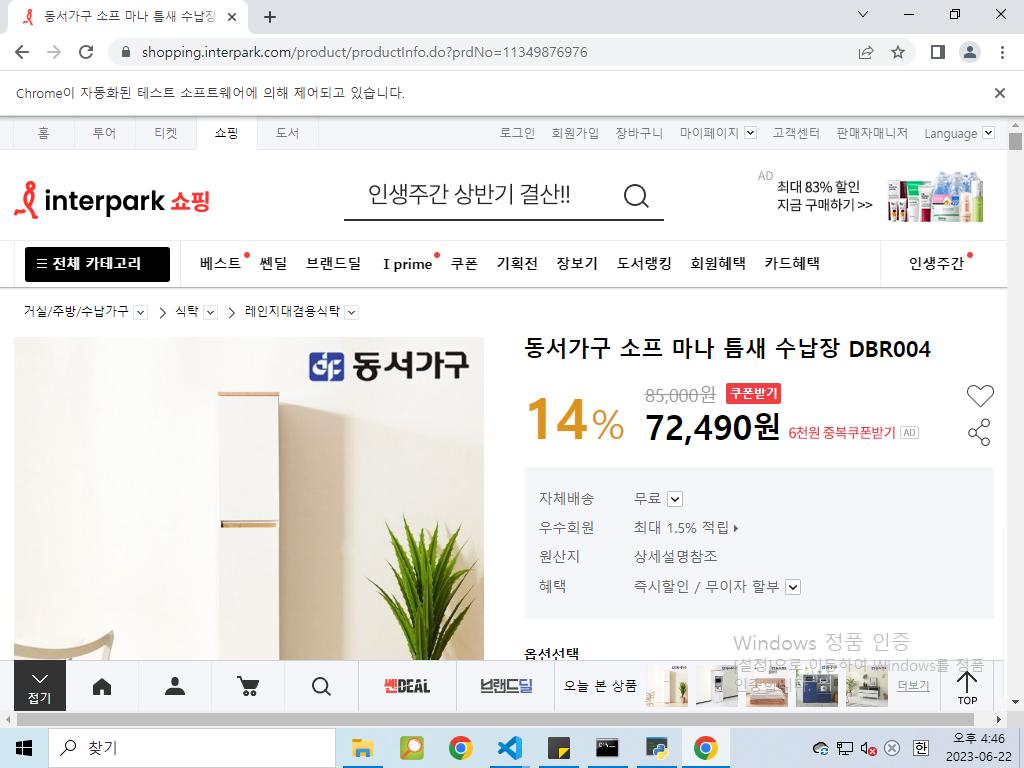 동서가구 소프 마나 틈새 수납장
shopping.interpark.com/product/productInfo.do?prdNo=11349876976
Chrome이 자동화된 테스트 소프트웨어에 의해 제어되고 있습니다.
홈 투어 티켓 쇼핑 도서 로그인 회원가입 장바구니 마이페이지 고객센터 판매자매니저 Language
interpark 쇼핑
인생주간 상반기 결산!!
AD 최대 83% 할인
지금 구매하기 >>
전체 카테고리 베스트 쎈딜 브랜드딜 I prime 쿠폰 기획전 장보기 도서랭킹 회원혜택 카드혜택 인생주간
거실/주방/수납가구 식탁 레인지대겸용식탁
동서가구
동서가구 소프 마나 틈새 수납장 DBR004
85,000원 쿠폰받기
14% 72,490원 6천원 중복쿠폰받기 AD
자체배송 무료
우수회원 최대 1.5% 적립
원산지 상세설명참조
혜택 즉시할인 / 무이자 할부
옵션선택
Windows 정품 인증
[설정]으로 이동하여 Windows를 정품
접기 쎈DEAL 브랜드딜 오늘 본 상품 더보기 TOP
찾기
오후 4:46
한
2023-06-22